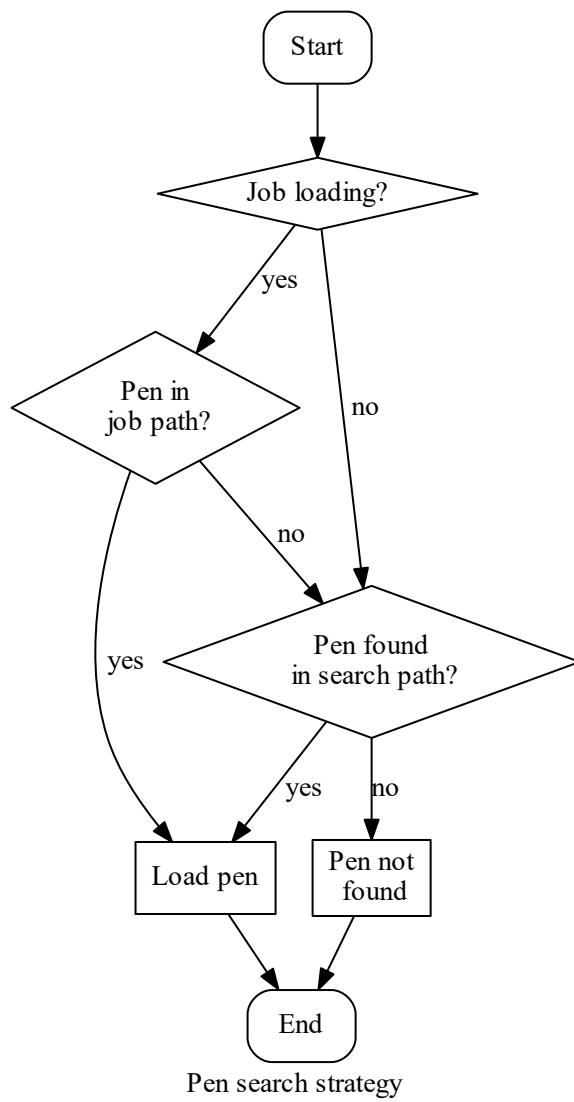 Start
Job loading?
yes
Pen in
job path?
no
no
Pen found
in search path?
yes
yes
no
Load pen
Pen not
found
End
Pen search strategy